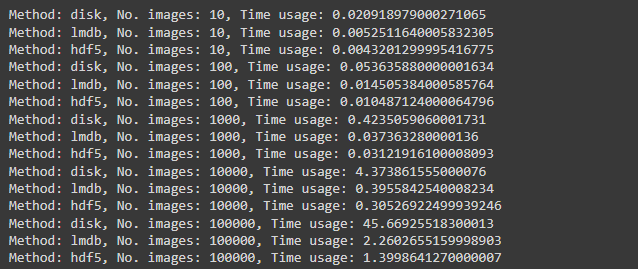 Method: disk, No. images: 10, Time usage: 0.020918979000271065
Method: lmdb, No. images: 10, Time usage: 0.0052511640005832305
Method: hdf5, No. images: 10, Time usage: 0.0043201299995416775
Method: disk, No. images: 100, Time usage: 0.053635880000001634
Method: lmdb, No. images: 100, Time usage: 0.014505384000585764
Method: hdf5, No. images: 100, Time usage: 0.010487124000064796
Method: disk, No. images: 1000, Time usage: 0.4235059060001731
Method: lmdb, No. images: 1000, Time usage: 0.037363280000136
Method: hdf5, No. images: 1000, Time usage: 0.03121916100008093
Method: disk, No. images: 10000, Time usage: 4.373861555000076
Method: lmdb, No. images: 10000, Time usage: 0.3955842540008234
Method: hdf5, No. images: 10000, Time usage: 0.30526922499939246
Method: disk, No. images: 100000, Time usage: 45.66925518300013
Method: lmdb, No. images: 100000, Time usage: 2.2602655159998903
Method: hdf5, No. images: 100000, Time usage: 1.3998641270000007